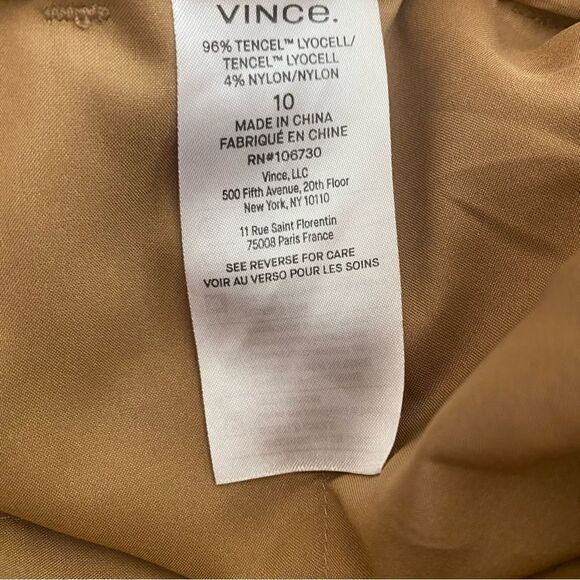 VINCe.
96% TENCEL™ LYOCELL/
TENCEL™ LYOCELL
4% NYLON/NYLON
10
MADE IN CHINA
FABRIQUÉ EN CHINE
RN#106730
Vince, LLC
500 Fifth Avenue, 20th Floor
New York, NY 10110
11 Rue Saint Florentin
75008 Paris France
SEE REVERSE FOR CARE
VOIR AU VERSO POUR LES SOINS